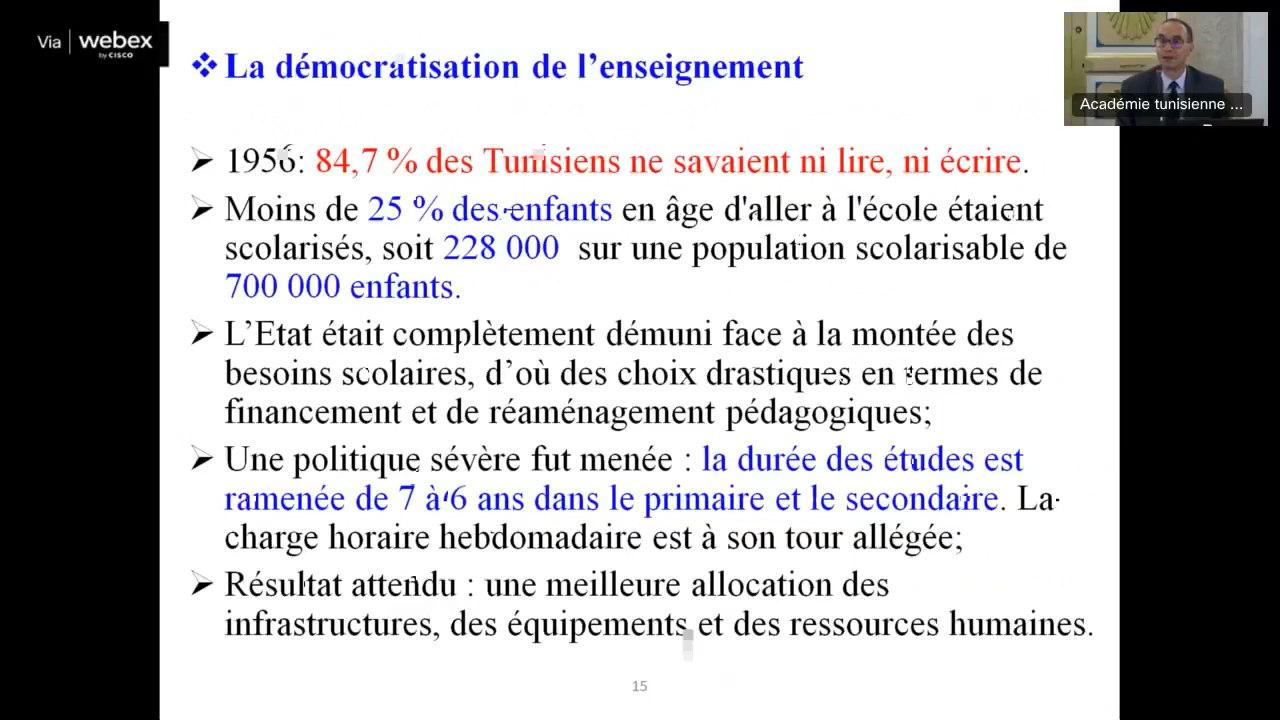 Via webex
by CISCO
Académie tunisienne ...
❖ La démocratisation de l’enseignement
➢ 1956: 84,7 % des Tunisiens ne savaient ni lire, ni écrire.
➢ Moins de 25 % des enfants en âge d'aller à l'école étaient
scolarisés, soit 228 000 sur une population scolarisable de
700 000 enfants.
➢ L’Etat était complètement démuni face à la montée des
besoins scolaires, d’où des choix drastiques en termes de
financement et de réaménagement pédagogiques;
➢ Une politique sévère fut menée : la durée des études est
ramenée de 7 à 6 ans dans le primaire et le secondaire. La
charge horaire hebdomadaire est à son tour allégée;
➢ Résultat attendu : une meilleure allocation des
infrastructures, des équipements et des ressources humaines.
15